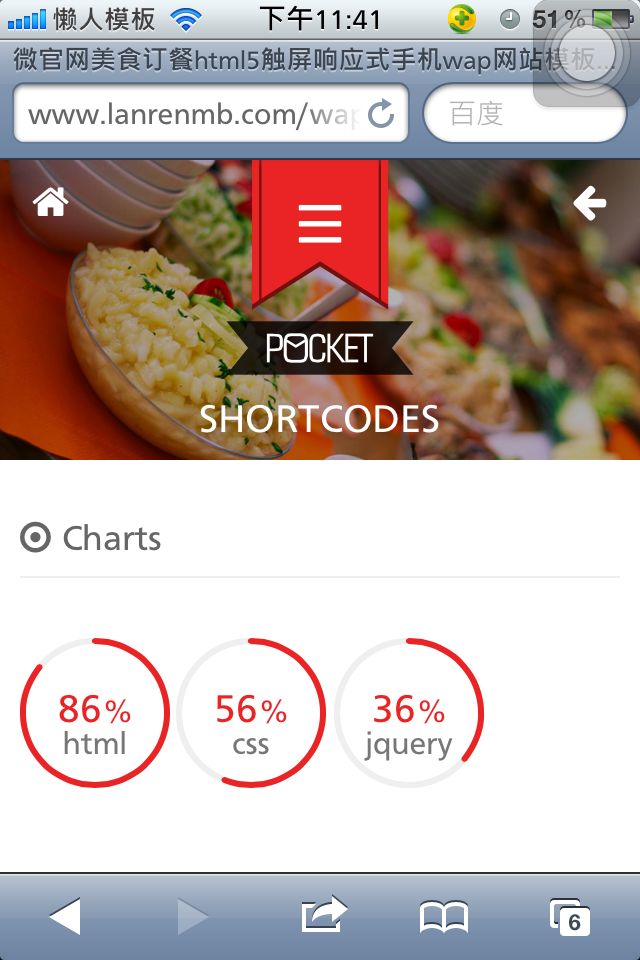 懒人模板 下午11:41 51%
微官网美食订餐html5触屏响应式手机wap网站模板...
www.lanrenmb.com/wap 百度
POCKET
SHORTCODES
Charts
86% 56% 36%
html css jquery
6